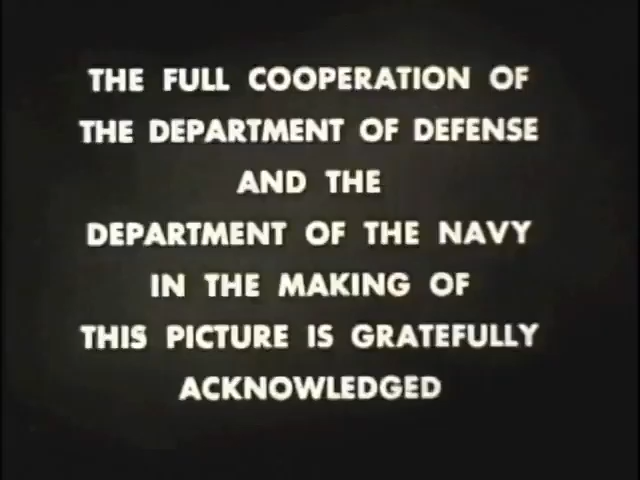 THE FULL COOPERATION OF
THE DEPARTMENT OF DEFENSE
AND THE
DEPARTMENT OF THE NAVY
IN THE MAKING OF
THIS PICTURE IS GRATEFULLY
ACKNOWLEDGED